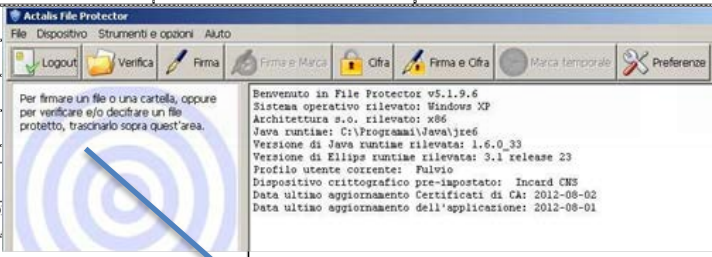 Actalis File Protector
File Dispositivo Strumenti e opzioni Aiuto
Logout Verifica Firma Firma e Marca Cifra Firma e Cifra Marca temporale Preferenze
Per firmare un file o una cartella, oppure
per verificare e/o decifrare un file
protetto, trascinarlo sopra quest'area.
Benvenuto in File Protector v5.1.9.6
Sistema operativo rilevato: Windows XP
Architettura s.o. rilevato: x86
Java runtime: C:\Programmi\Java\jre6
Versione di Java runtime rilevata: 1.6.0_33
Versione di Ellips runtime rilevata: 3.1 release 23
Profilo utente corrente: Fulvio
Dispositivo crittografico pre-impostato: Incard CNS
Data ultimo aggiornamento Certificati di CA: 2012-08-02
Data ultimo aggiornamento dell'applicazione: 2012-08-01